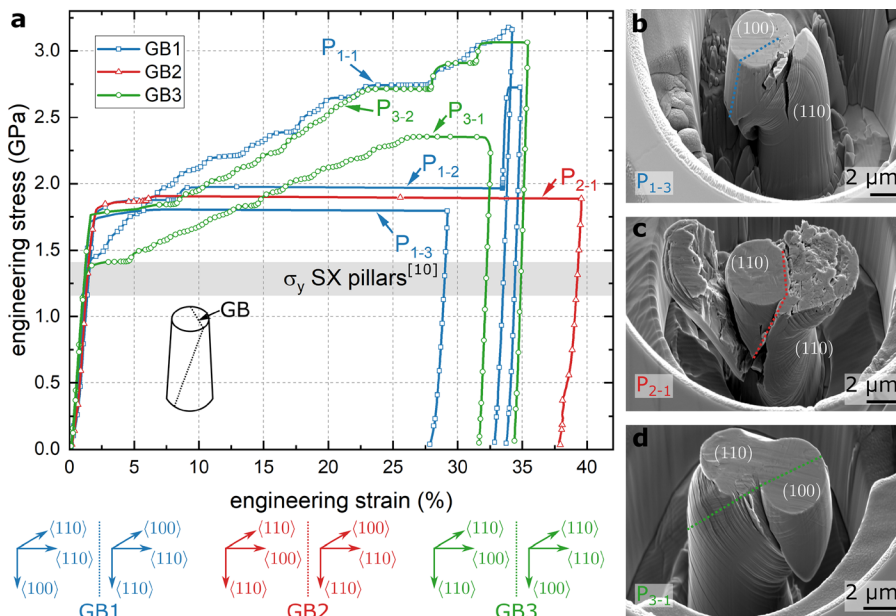 a
engineering stress (GPa)
3.0
2.5
2.0
1.5
1.0
0.5
0.0
0
5
10
15
20
25
30
35
40
engineering strain (%)
GB1
GB2
GB3
P1-1
P3-2
P3-1
P1-2
P2-1
P1-3
σy SX pillars[10]
GB
⟨110⟩ ⟨100⟩
⟨110⟩ ⟨110⟩
⟨100⟩ ⟨110⟩
GB1
⟨110⟩ ⟨100⟩
⟨100⟩ ⟨110⟩
⟨110⟩ ⟨110⟩
GB2
⟨110⟩ ⟨110⟩
⟨100⟩ ⟨110⟩
⟨110⟩ ⟨100⟩
GB3
b
(100)
(110)
P1-3
2 µm
c
(110)
(110)
P2-1
2 µm
d
(110)
(100)
P3-1
2 µm